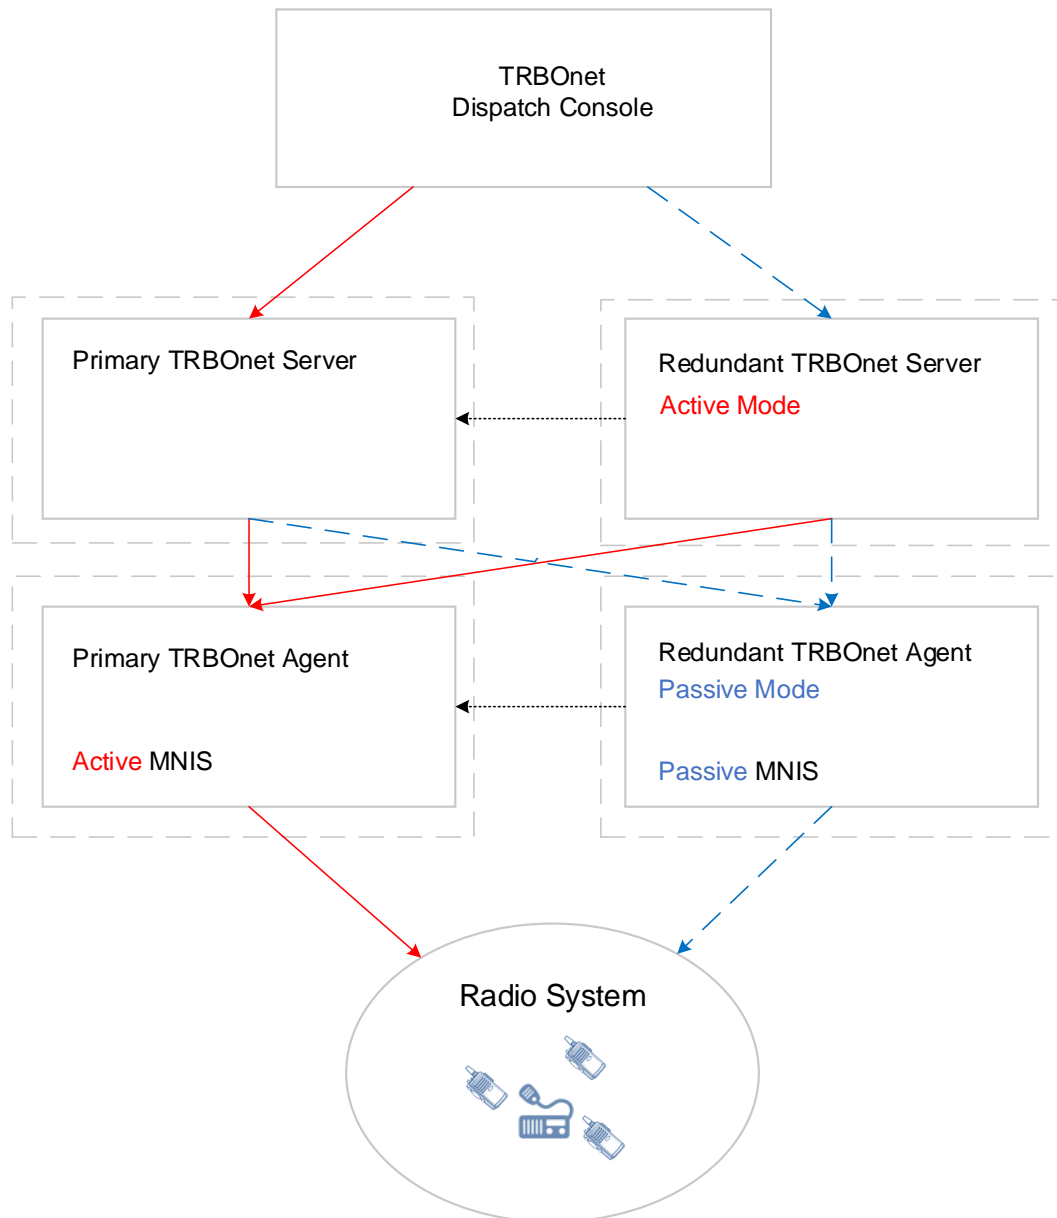 TRBOnet
Dispatch Console
Primary TRBOnet Server
Redundant TRBOnet Server
Active Mode
Primary TRBOnet Agent
Active MNIS
Redundant TRBOnet Agent
Passive Mode
Passive MNIS
Radio System